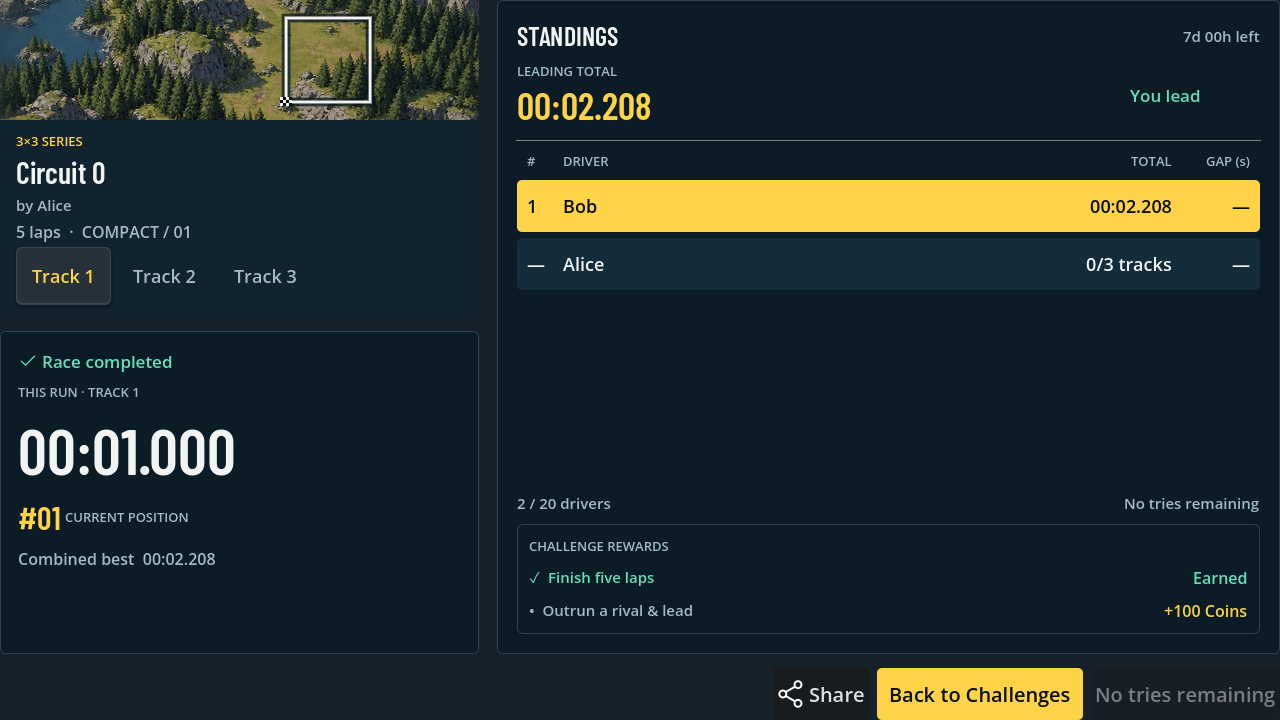 3×3 SERIES
Circuit 0
by Alice
5 laps · COMPACT / 01
Track 1 Track 2 Track 3
✓ Race completed
THIS RUN · TRACK 1
00:01.000
#01 CURRENT POSITION
Combined best 00:02.208
STANDINGS 7d 00h left
LEADING TOTAL
00:02.208 You lead
# DRIVER TOTAL GAP (s)
1 Bob 00:02.208 —
— Alice 0/3 tracks —
2 / 20 drivers No tries remaining
CHALLENGE REWARDS
✓ Finish five laps Earned
• Outrun a rival & lead +100 Coins
Share Back to Challenges No tries remaining